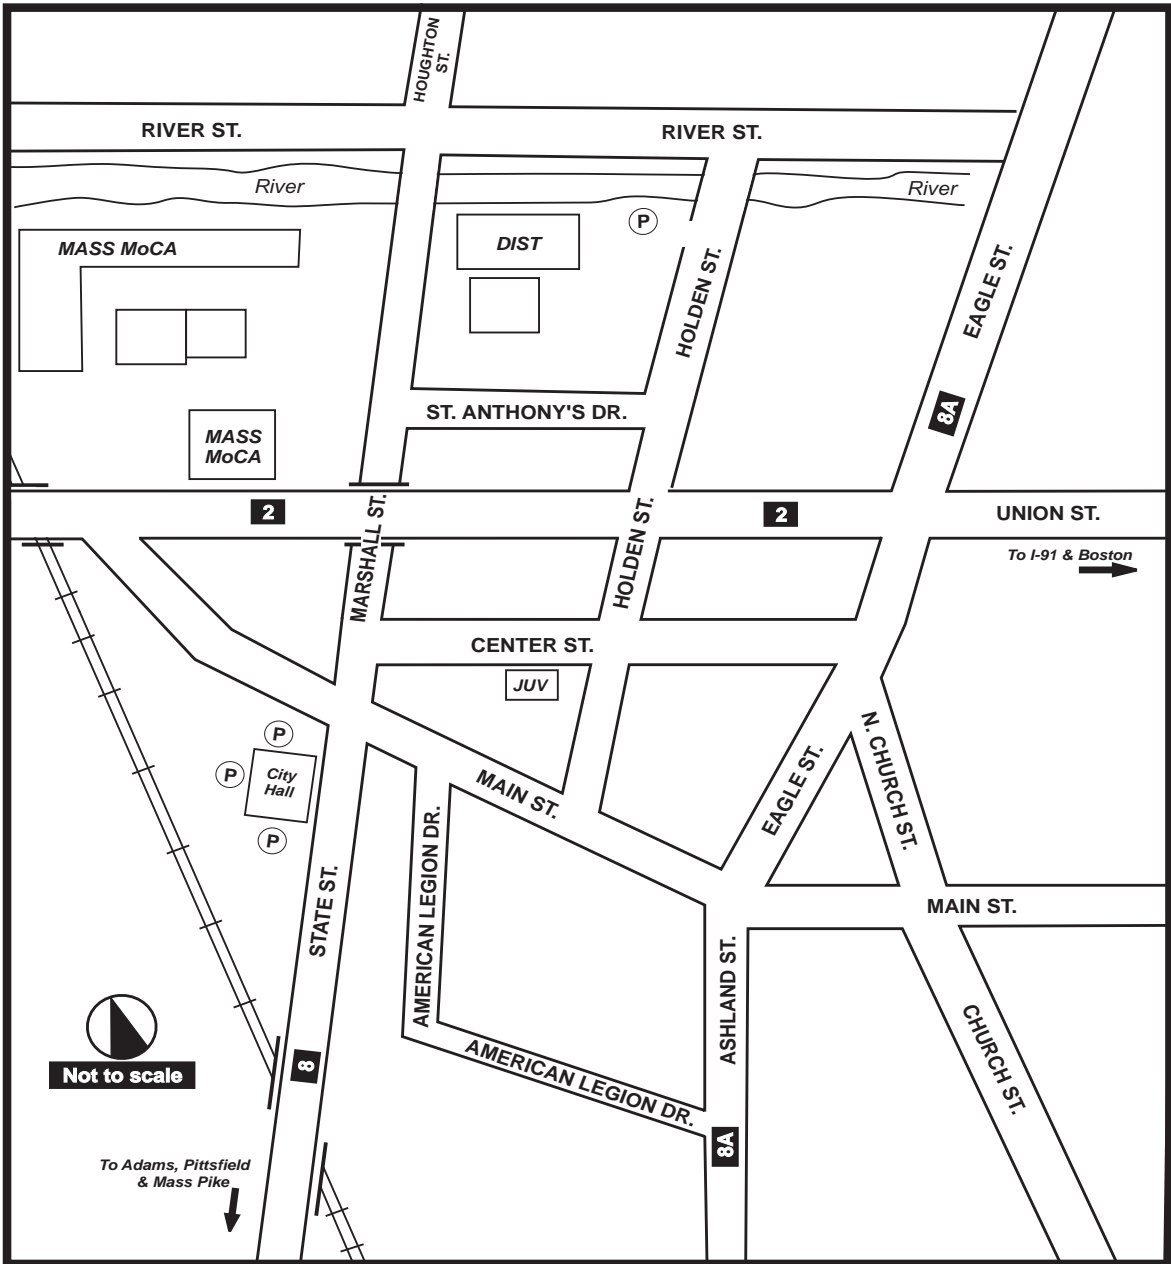 HOUGHTON
ST.
RIVER ST.
RIVER ST.
River
River
P
MASS MoCA
DIST
HOLDEN ST.
EAGLE ST.
8A
ST. ANTHONY'S DR.
MASS
MoCA
2
MARSHALL ST.
HOLDEN ST.
2
UNION ST.
To I-91 & Boston
CENTER ST.
JUV
N. CHURCH ST.
P
P
City
Hall
P
MAIN ST.
EAGLE ST.
AMERICAN LEGION DR.
STATE ST.
MAIN ST.
ASHLAND ST.
CHURCH ST.
Not to scale
8
AMERICAN LEGION DR.
8A
To Adams, Pittsfield
& Mass Pike